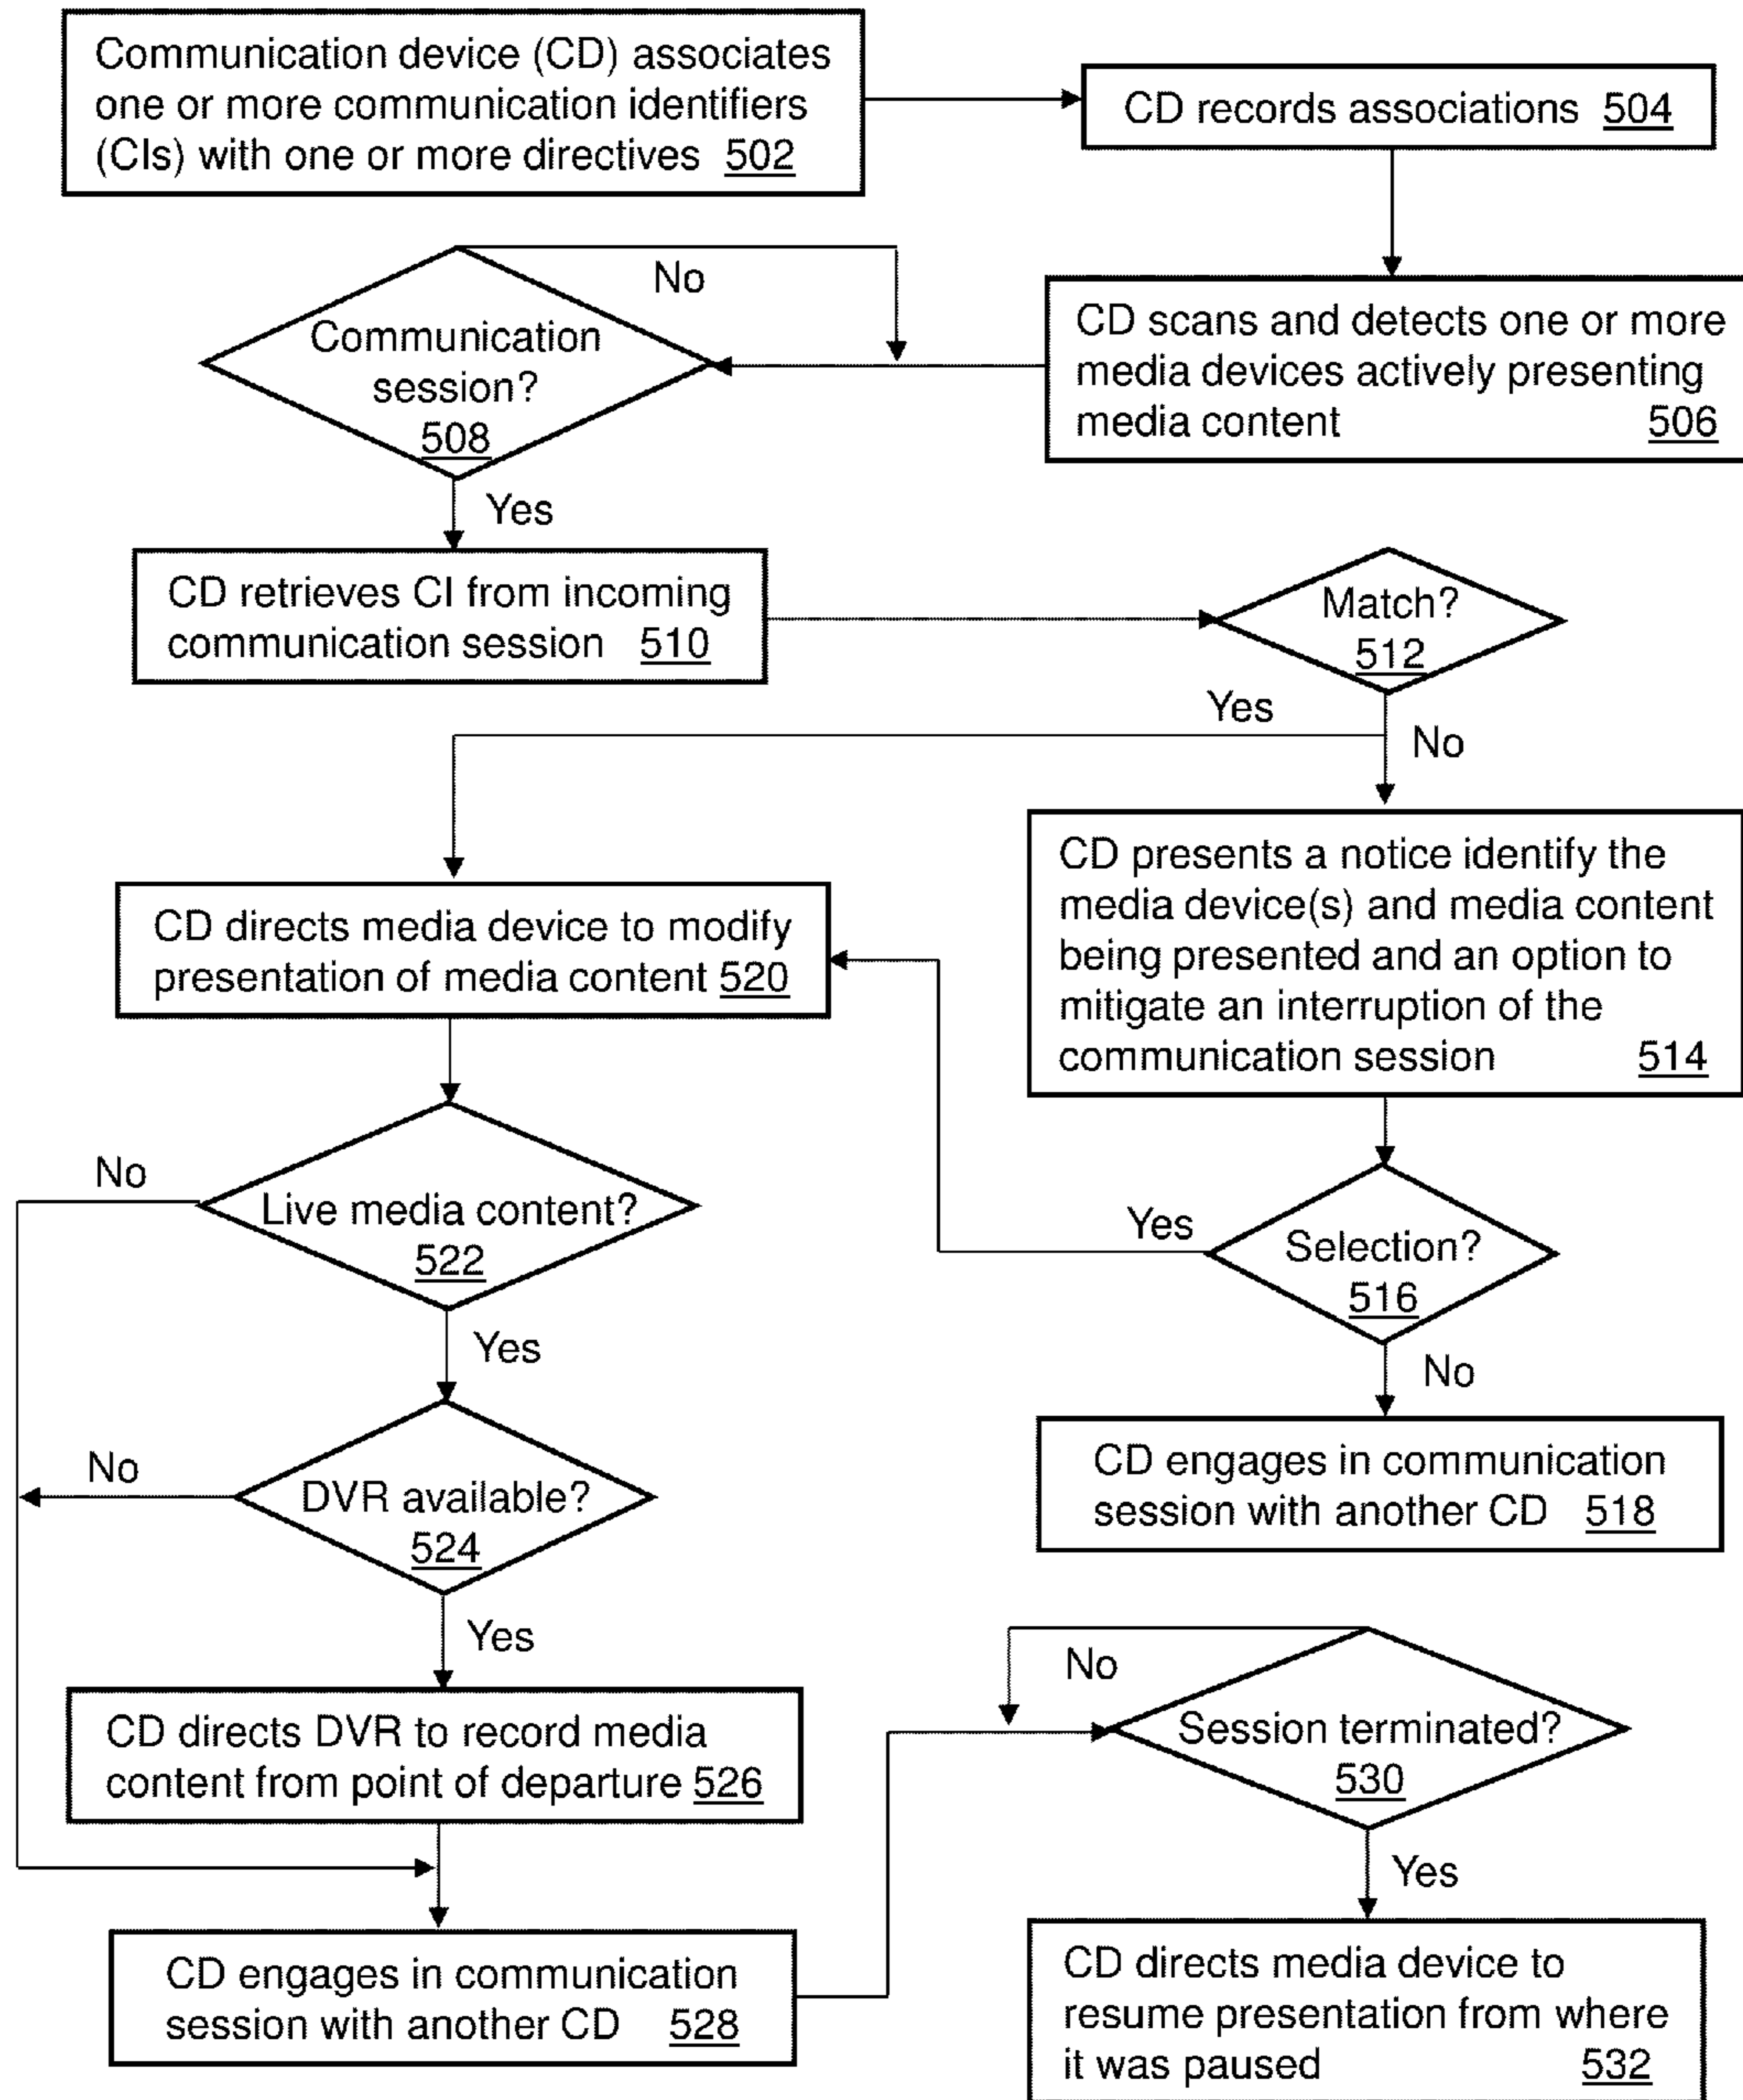 Communication device (CD) associates
one or more communication identifiers
(CIs) with one or more directives 502
CD records associations 504
No
Communication
session?
508
CD scans and detects one or more
media devices actively presenting
media content 506
Yes
CD retrieves CI from incoming
communication session 510
Match?
512
Yes
No
CD presents a notice identify the
media device(s) and media content
being presented and an option to
mitigate an interruption of the
communication session 514
CD directs media device to modify
presentation of media content 520
No
Live media content?
522
Yes
Selection?
516
Yes
No
CD engages in communication
session with another CD 518
No
DVR available?
524
Yes
No
Session terminated?
530
CD directs DVR to record media
content from point of departure 526
Yes
CD engages in communication
session with another CD 528
CD directs media device to
resume presentation from where
it was paused 532